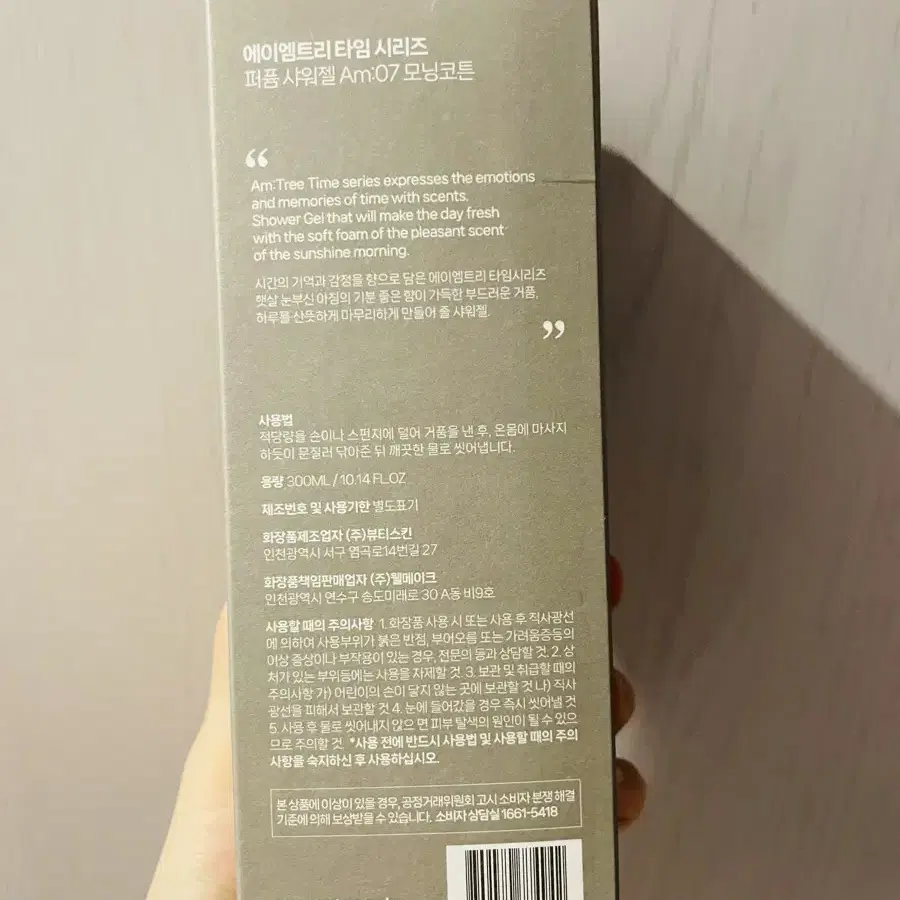 에이엠트리 타임 시리즈
퍼퓸 샤워젤 Am:07 모닝코튼
“
Am:Tree Time series expresses the emotions
and memories of time with scents.
Shower Gel that will make the day fresh
with the soft foam of the pleasant scent
of the sunshine morning.
시간의 기억과 감정을 향으로 담은 에이엠트리 타임시리즈
햇살 눈부신 아침의 기분 좋은 향이 가득한 부드러운 거품,
하루를 산뜻하게 마무리하게 만들어 줄 샤워젤.
”
사용법
적당량을 손이나 스펀지에 덜어 거품을 낸 후, 온몸에 마사지
하듯이 문질러 닦아준 뒤 깨끗한 물로 씻어냅니다.
용량 300ML / 10.14 FL.OZ
제조번호 및 사용기한 별도표기
화장품제조업자 (주)뷰티스킨
인천광역시 서구 염곡로14번길 27
화장품책임판매업자 (주)웰메이크
인천광역시 연수구 송도미래로 30 A동 비9호
사용할 때의 주의사항 1. 화장품 사용 시 또는 사용 후 직사광선
에 의하여 사용부위가 붉은 반점, 부어오름 또는 가려움증등의
이상 증상이나 부작용이 있는 경우, 전문의 등과 상담할 것. 2. 상
처가 있는 부위등에는 사용을 자제할 것. 3. 보관 및 취급할 때의
주의사항 가) 어린이의 손이 닿지 않는 곳에 보관할 것 나) 직사
광선을 피해서 보관할 것 4. 눈에 들어갔을 경우 즉시 씻어낼 것
5. 사용 후 물로 씻어내지 않으 면 피부 탈색의 원인이 될 수 있으
므로 주의할 것. *사용 전에 반드시 사용법 및 사용할 때의 주의
사항을 숙지하신 후 사용하십시오.
본 상품에 이상이 있을 경우, 공정거래위원회 고시 소비자 분쟁 해결
기준에 의해 보상받을 수 있습니다. 소비자 상담실 1661-5418